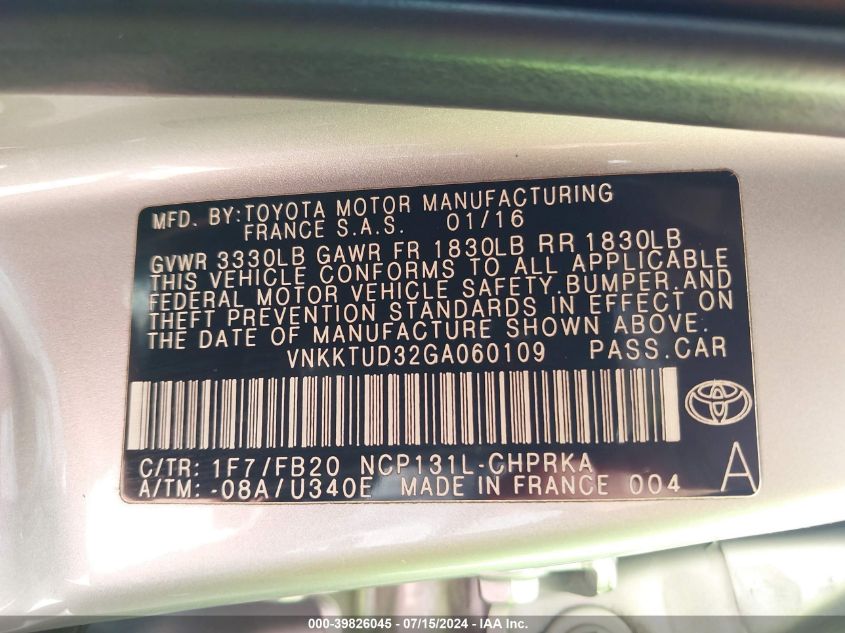 MFD. BY:TOYOTA MOTOR MANUFACTURING
FRANCE S.A.S. 01/16
GVWR 3330LB GAWR FR 1830LB RR 1830LB
THIS VEHICLE CONFORMS TO ALL APPLICABLE
FEDERAL MOTOR VEHICLE SAFETY,BUMPER,AND
THEFT PREVENTION STANDARDS IN EFFECT ON
THE DATE OF MANUFACTURE SHOWN ABOVE.
VNKKTUD32GA060109 PASS.CAR
C/TR: 1F7/FB20 NCP131L-CHPRKA
A/TM: -08A/U340E MADE IN FRANCE 004
A
000-39826045 - 07/15/2024 - IAA Inc.